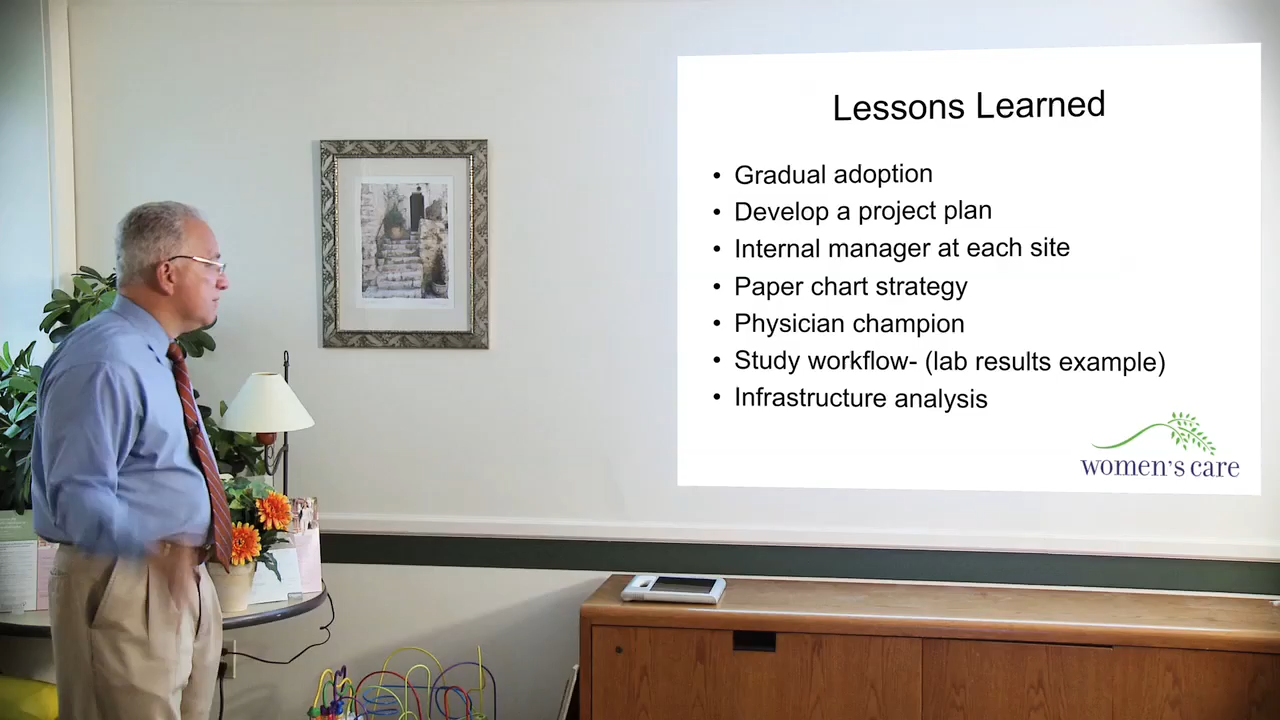 Lessons Learned
• Gradual adoption
• Develop a project plan
• Internal manager at each site
• Paper chart strategy
• Physician champion
• Study workflow- (lab results example)
• Infrastructure analysis
women's care